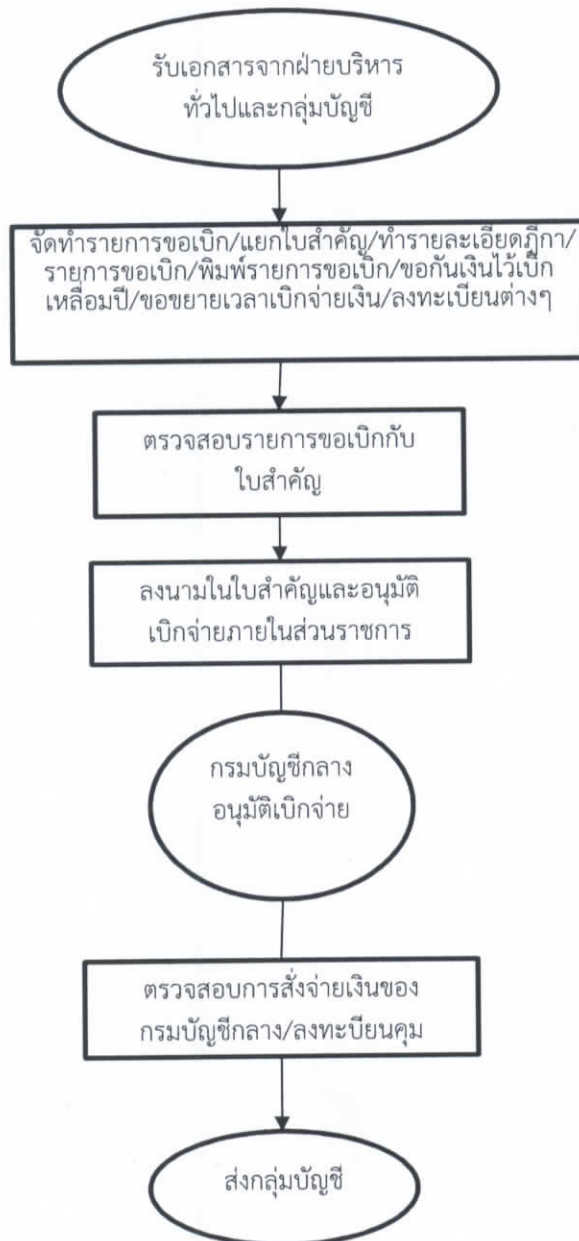 รับเอกสารจากฝ่ายบริหาร
ทั่วไปและกลุ่มบัญชี
จัดทำรายการขอเบิก/แยกใบสำคัญ/ทำรายละเอียดฎีกา/
รายการขอเบิก/พิมพ์รายการขอเบิก/ขอกันเงินไว้เบิก
เหลื่อมปี/ขอขยายเวลาเบิกจ่ายเงิน/ลงทะเบียนต่างๆ
ตรวจสอบรายการขอเบิกกับ
ใบสำคัญ
ลงนามในใบสำคัญและอนุมัติ
เบิกจ่ายภายในส่วนราชการ
กรมบัญชีกลาง
อนุมัติเบิกจ่าย
ตรวจสอบการสั่งจ่ายเงินของ
กรมบัญชีกลาง/ลงทะบียนคุม
ส่งกลุ่มบัญชี